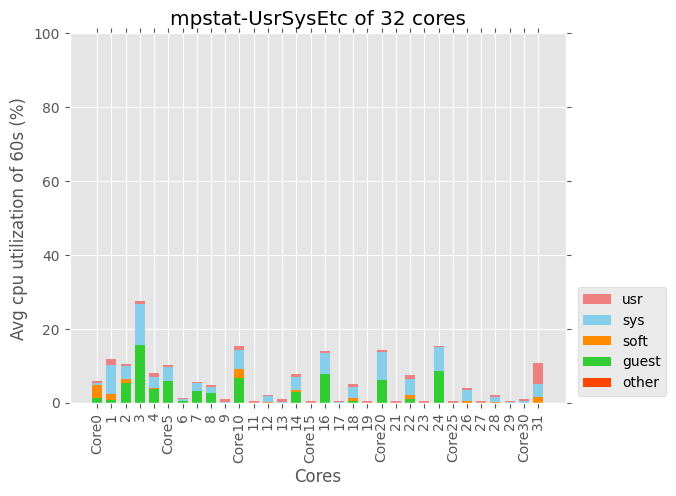 mpstat-UsrSysEtc of 32 cores
Avg cpu utilization of 60s (%)
100
80
60
40
20
0
Core0
1
2
3
4
Core5
6
7
8
9
Core10
11
12
13
14
Core15
16
17
18
19
Core20
21
22
23
24
Core25
26
27
28
29
Core30
31
Cores
usr
sys
soft
guest
other